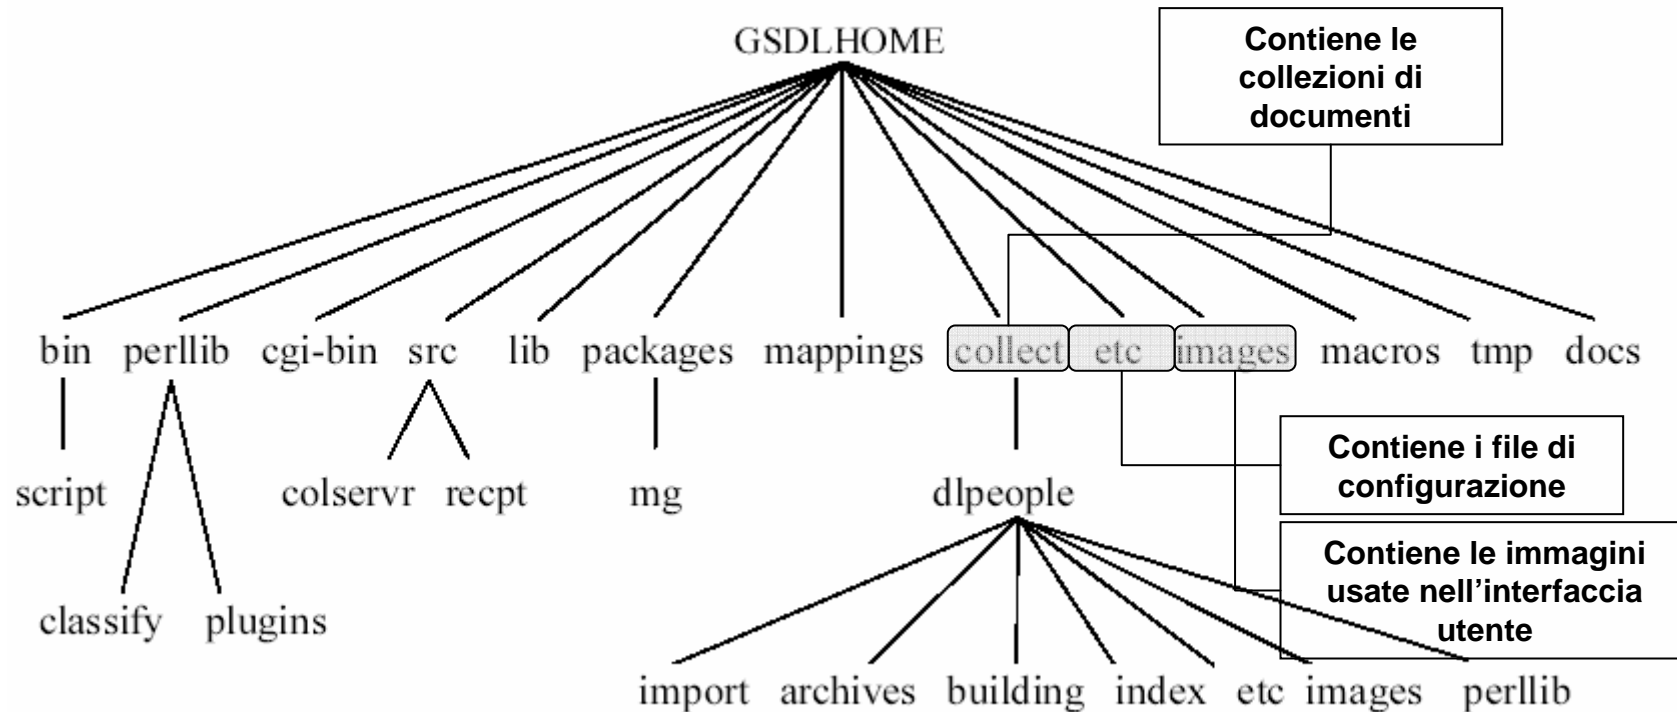 GSDLHOME
Contiene le
collezioni di
documenti
bin perllib cgi-bin src lib packages mappings collect etc images macros tmp docs
Contiene i file di
configurazione
script colservr recpt mg dlpeople
Contiene le immagini
usate nell’interfaccia
utente
classify plugins
import archives building index etc images perllib